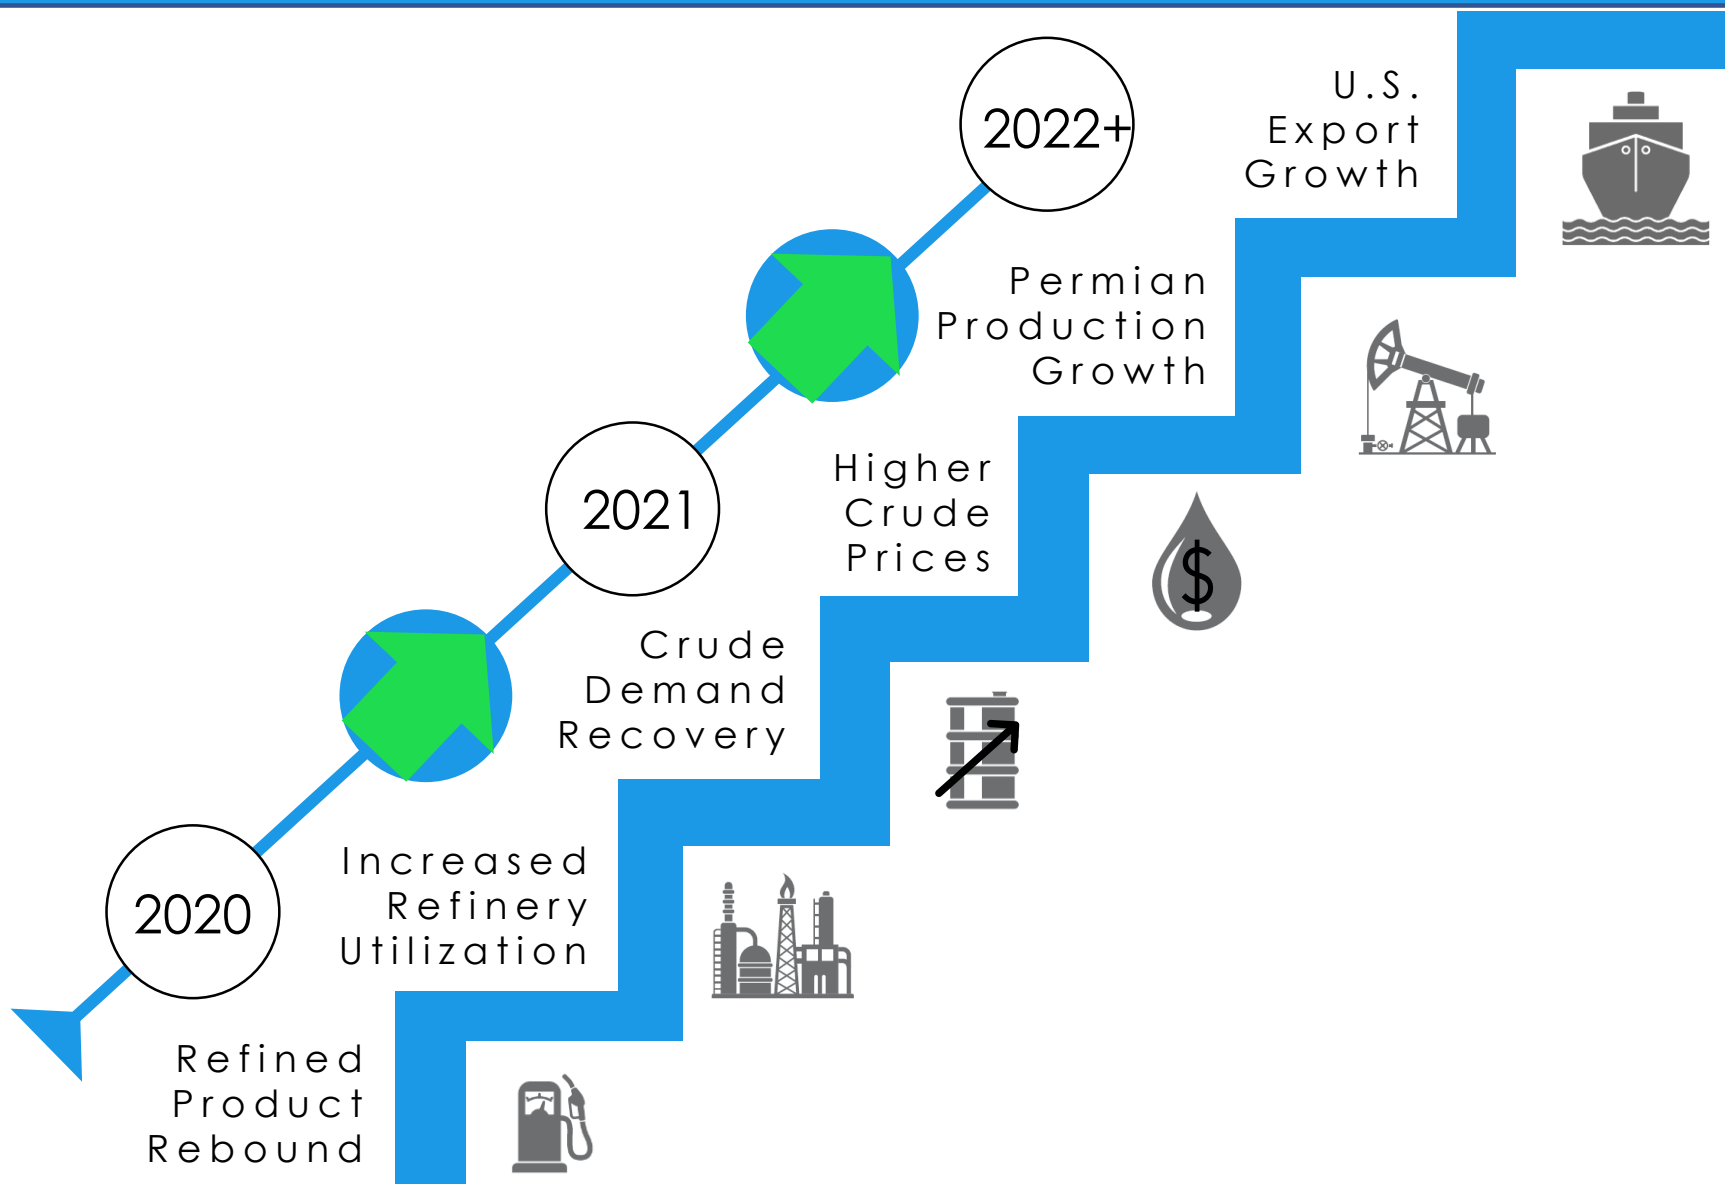 2022+
U.S.
Export
Growth
Permian
Production
Growth
2021
Higher
Crude
Prices
$
Crude
Demand
Recovery
2020
Increased
Refinery
Utilization
Refined
Product
Rebound